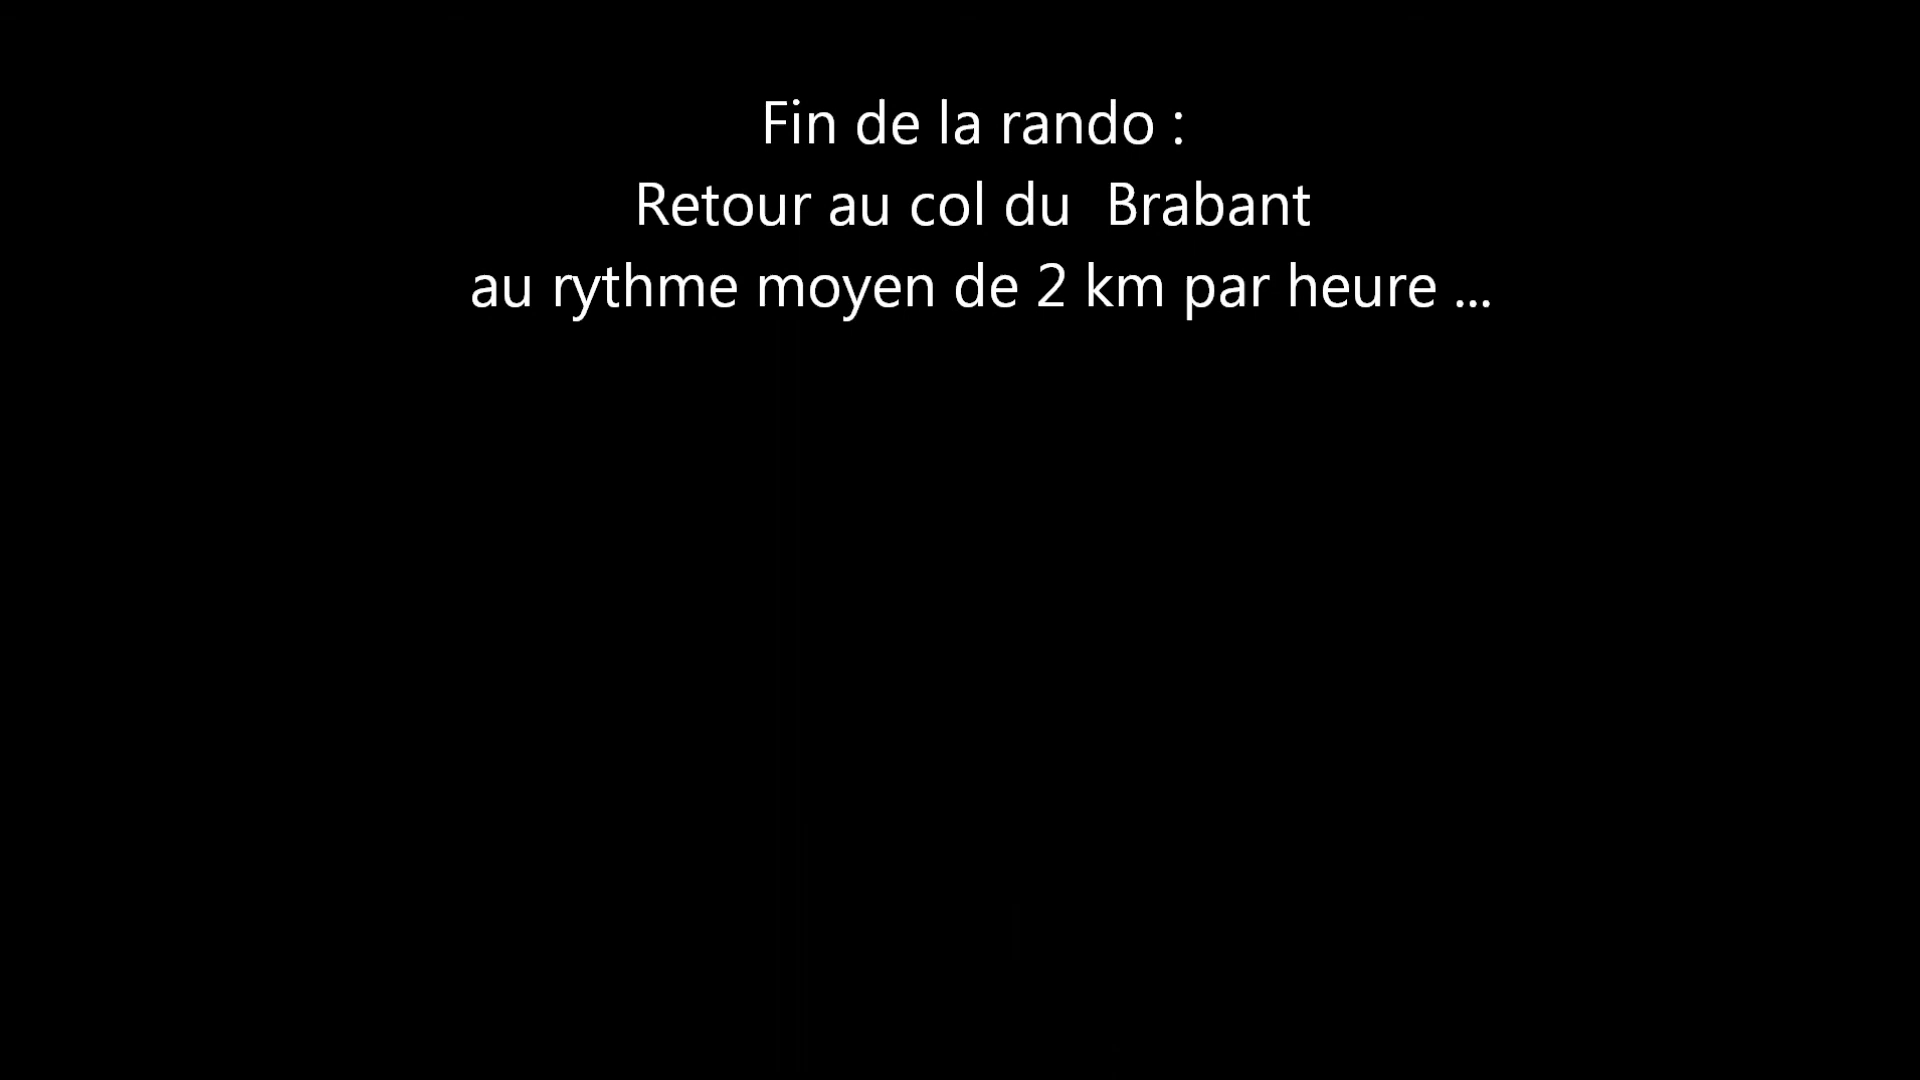 Fin de la rando :
Retour au col du  Brabant
au rythme moyen de 2 km par heure ...